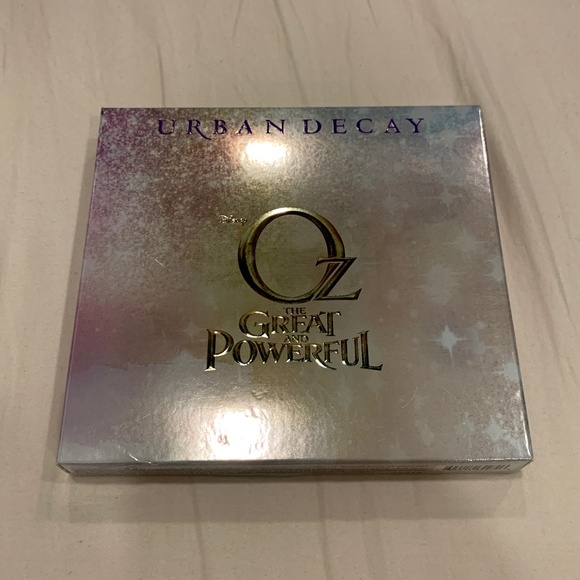 URBAN DECAY
Disney
OZ
THE
GREAT
AND
POWERFUL